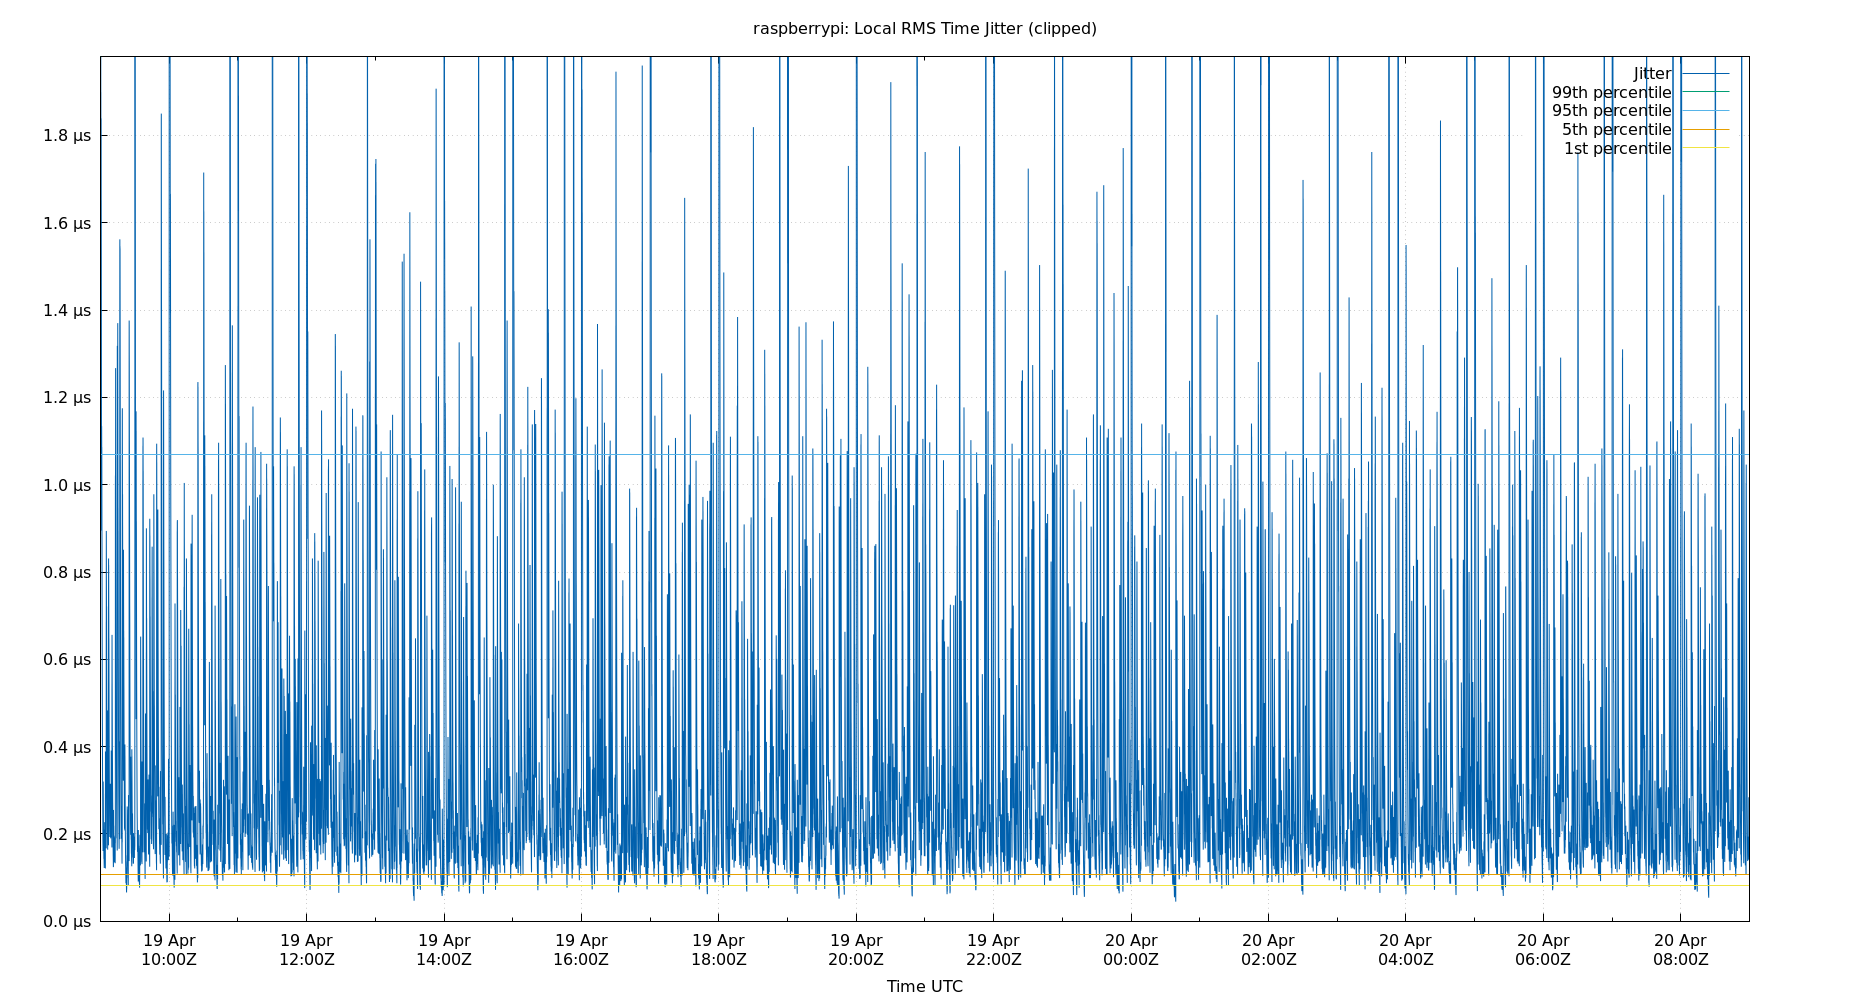 raspberrypi: Local RMS Time Jitter (clipped)
Jitter
99th percentile
95th percentile
5th percentile
1st percentile
1.8 μs
1.6 μs
1.4 μs
1.2 μs
1.0 μs
0.8 μs
0.6 μs
0.4 μs
0.2 μs
0.0 μs
19 Apr 19 Apr 19 Apr 19 Apr 19 Apr 19 Apr 19 Apr 20 Apr 20 Apr 20 Apr 20 Apr 20 Apr
10:00Z 12:00Z 14:00Z 16:00Z 18:00Z 20:00Z 22:00Z 00:00Z 02:00Z 04:00Z 06:00Z 08:00Z
Time UTC